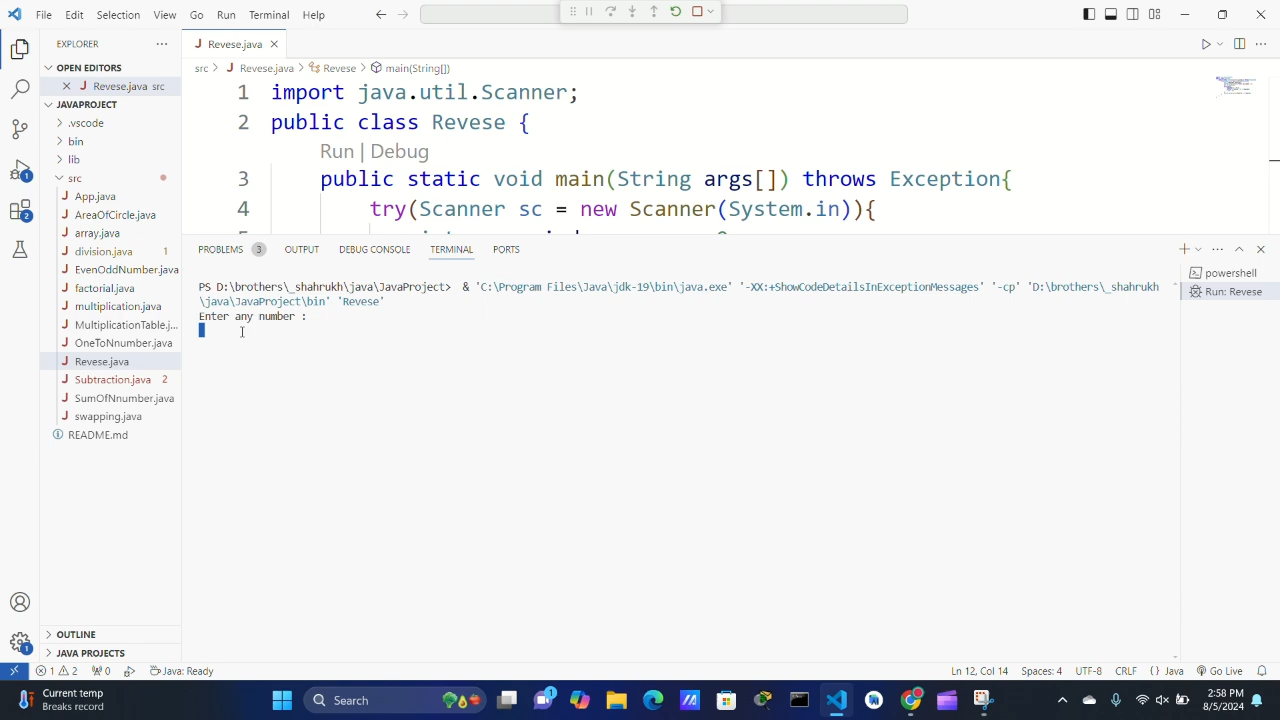 File Edit Selection View Go Run Terminal Help
EXPLORER
OPEN EDITORS
Revese.java src
JAVAPROJECT
.vscode
bin
lib
src
App.java
AreaOfCircle.java
array.java
division.java 1
EvenOddNumber.java
factorial.java
multiplication.java
MultiplicationTable.j...
OneToNnumber.java
Revese.java
Subtraction.java 2
SumOfNnumber.java
swapping.java
README.md
OUTLINE
JAVA PROJECTS
Revese.java
src > Revese.java > Revese > main(String[])
1 import java.util.Scanner;
2 public class Revese {
Run | Debug
3 public static void main(String args[]) throws Exception{
4 try(Scanner sc = new Scanner(System.in)){
PROBLEMS 3 OUTPUT DEBUG CONSOLE TERMINAL PORTS
PS D:\brothers\_shahrukh\java\JavaProject> & 'C:\Program Files\Java\jdk-19\bin\java.exe' '-XX:+ShowCodeDetailsInExceptionMessages' '-cp' 'D:\brothers\_shahrukh
\java\JavaProject\bin' 'Revese'
Enter any number :
powershell
Run: Revese
1 2 0 Java: Ready Ln 12, Col 14 Spaces: 4 UTF-8 CRLF {} Java Go Live
Current temp
Breaks record
Search
2:58 PM
8/5/2024